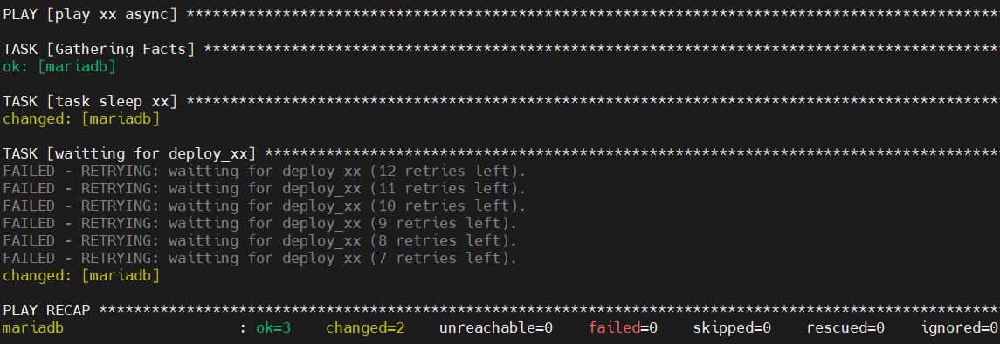 PLAY [play xx async] *********************************************************************************************
TASK [Gathering Facts] *******************************************************************************************
ok: [mariadb]
TASK [task sleep xx] *********************************************************************************************
changed: [mariadb]
TASK [waitting for deploy_xx] ************************************************************************************
FAILED - RETRYING: waitting for deploy_xx (12 retries left).
FAILED - RETRYING: waitting for deploy_xx (11 retries left).
FAILED - RETRYING: waitting for deploy_xx (10 retries left).
FAILED - RETRYING: waitting for deploy_xx (9 retries left).
FAILED - RETRYING: waitting for deploy_xx (8 retries left).
FAILED - RETRYING: waitting for deploy_xx (7 retries left).
changed: [mariadb]
PLAY RECAP *******************************************************************************************************
mariadb                    : ok=3    changed=2    unreachable=0    failed=0    skipped=0    rescued=0    ignored=0